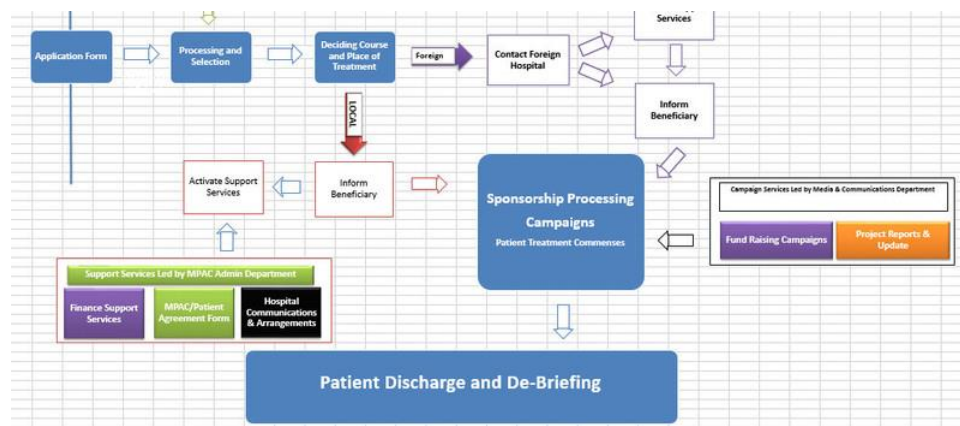 Services
Application Form
Processing and
Selection
Deciding Course
and Place of
Treatment
Foreign
Contact Foreign
Hospital
LOCAL
Inform
Beneficiary
Activate Support
Services
Inform
Beneficiary
Sponsorship Processing
Campaigns
Patient Treatment Commenses
Campaign Services Led by Media & Communications Department
Fund Raising Campaigns
Project Reports &
Update
Support Services Led by MPAC Admin Department
Finance Support
Services
MPAC/Patient
Agreement Form
Hospital
Communications
& Arrangements
Patient Discharge and De-Briefing